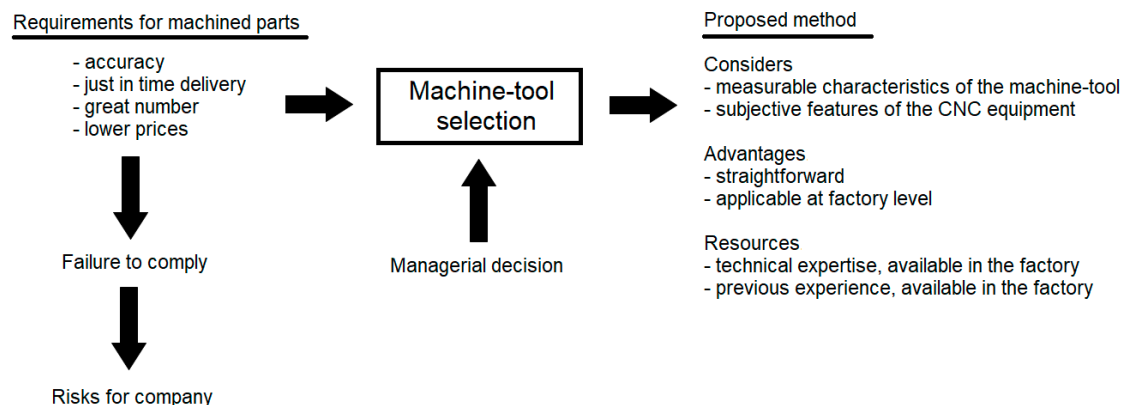 Requirements for machined parts
- accuracy
- just in time delivery
- great number
- lower prices
Failure to comply
Risks for company
Machine-tool
selection
Managerial decision
Proposed method
Considers
- measurable characteristics of the machine-tool
- subjective features of the CNC equipment
Advantages
- straightforward
- applicable at factory level
Resources
- technical expertise, available in the factory
- previous experience, available in the factory